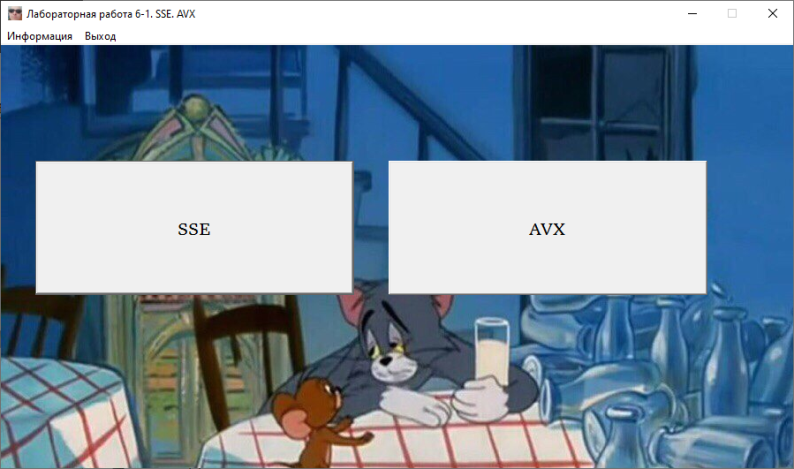 Лабораторная работа 6-1. SSE. AVX
Информация Выход
SSE AVX